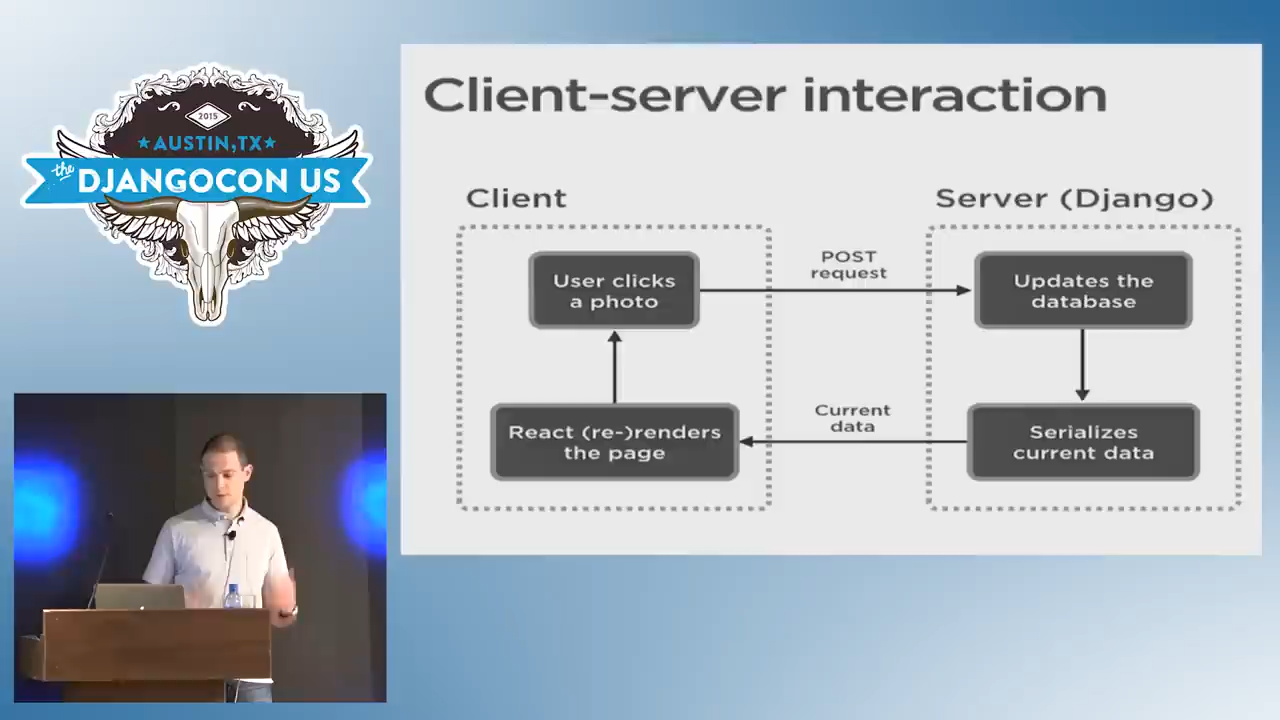 2015
★AUSTIN,TX★
the
DJANGOCON US
Client-server interaction
Client
Server (Django)
User clicks
a photo
POST
request
Updates the
database
React (re-)renders
the page
Current
data
Serializes
current data